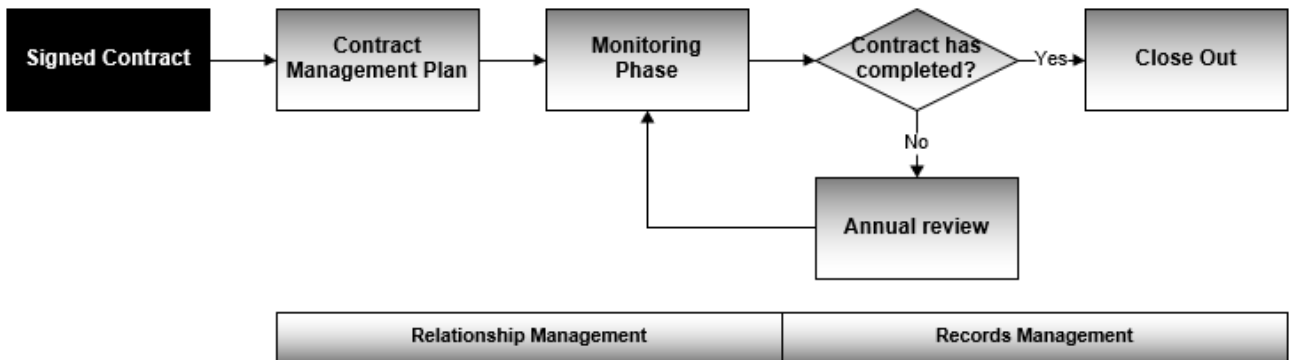 Signed Contract
Contract
Management Plan
Monitoring
Phase
Contract has
completed?
Yes
Close Out
No
Annual review
Relationship Management
Records Management